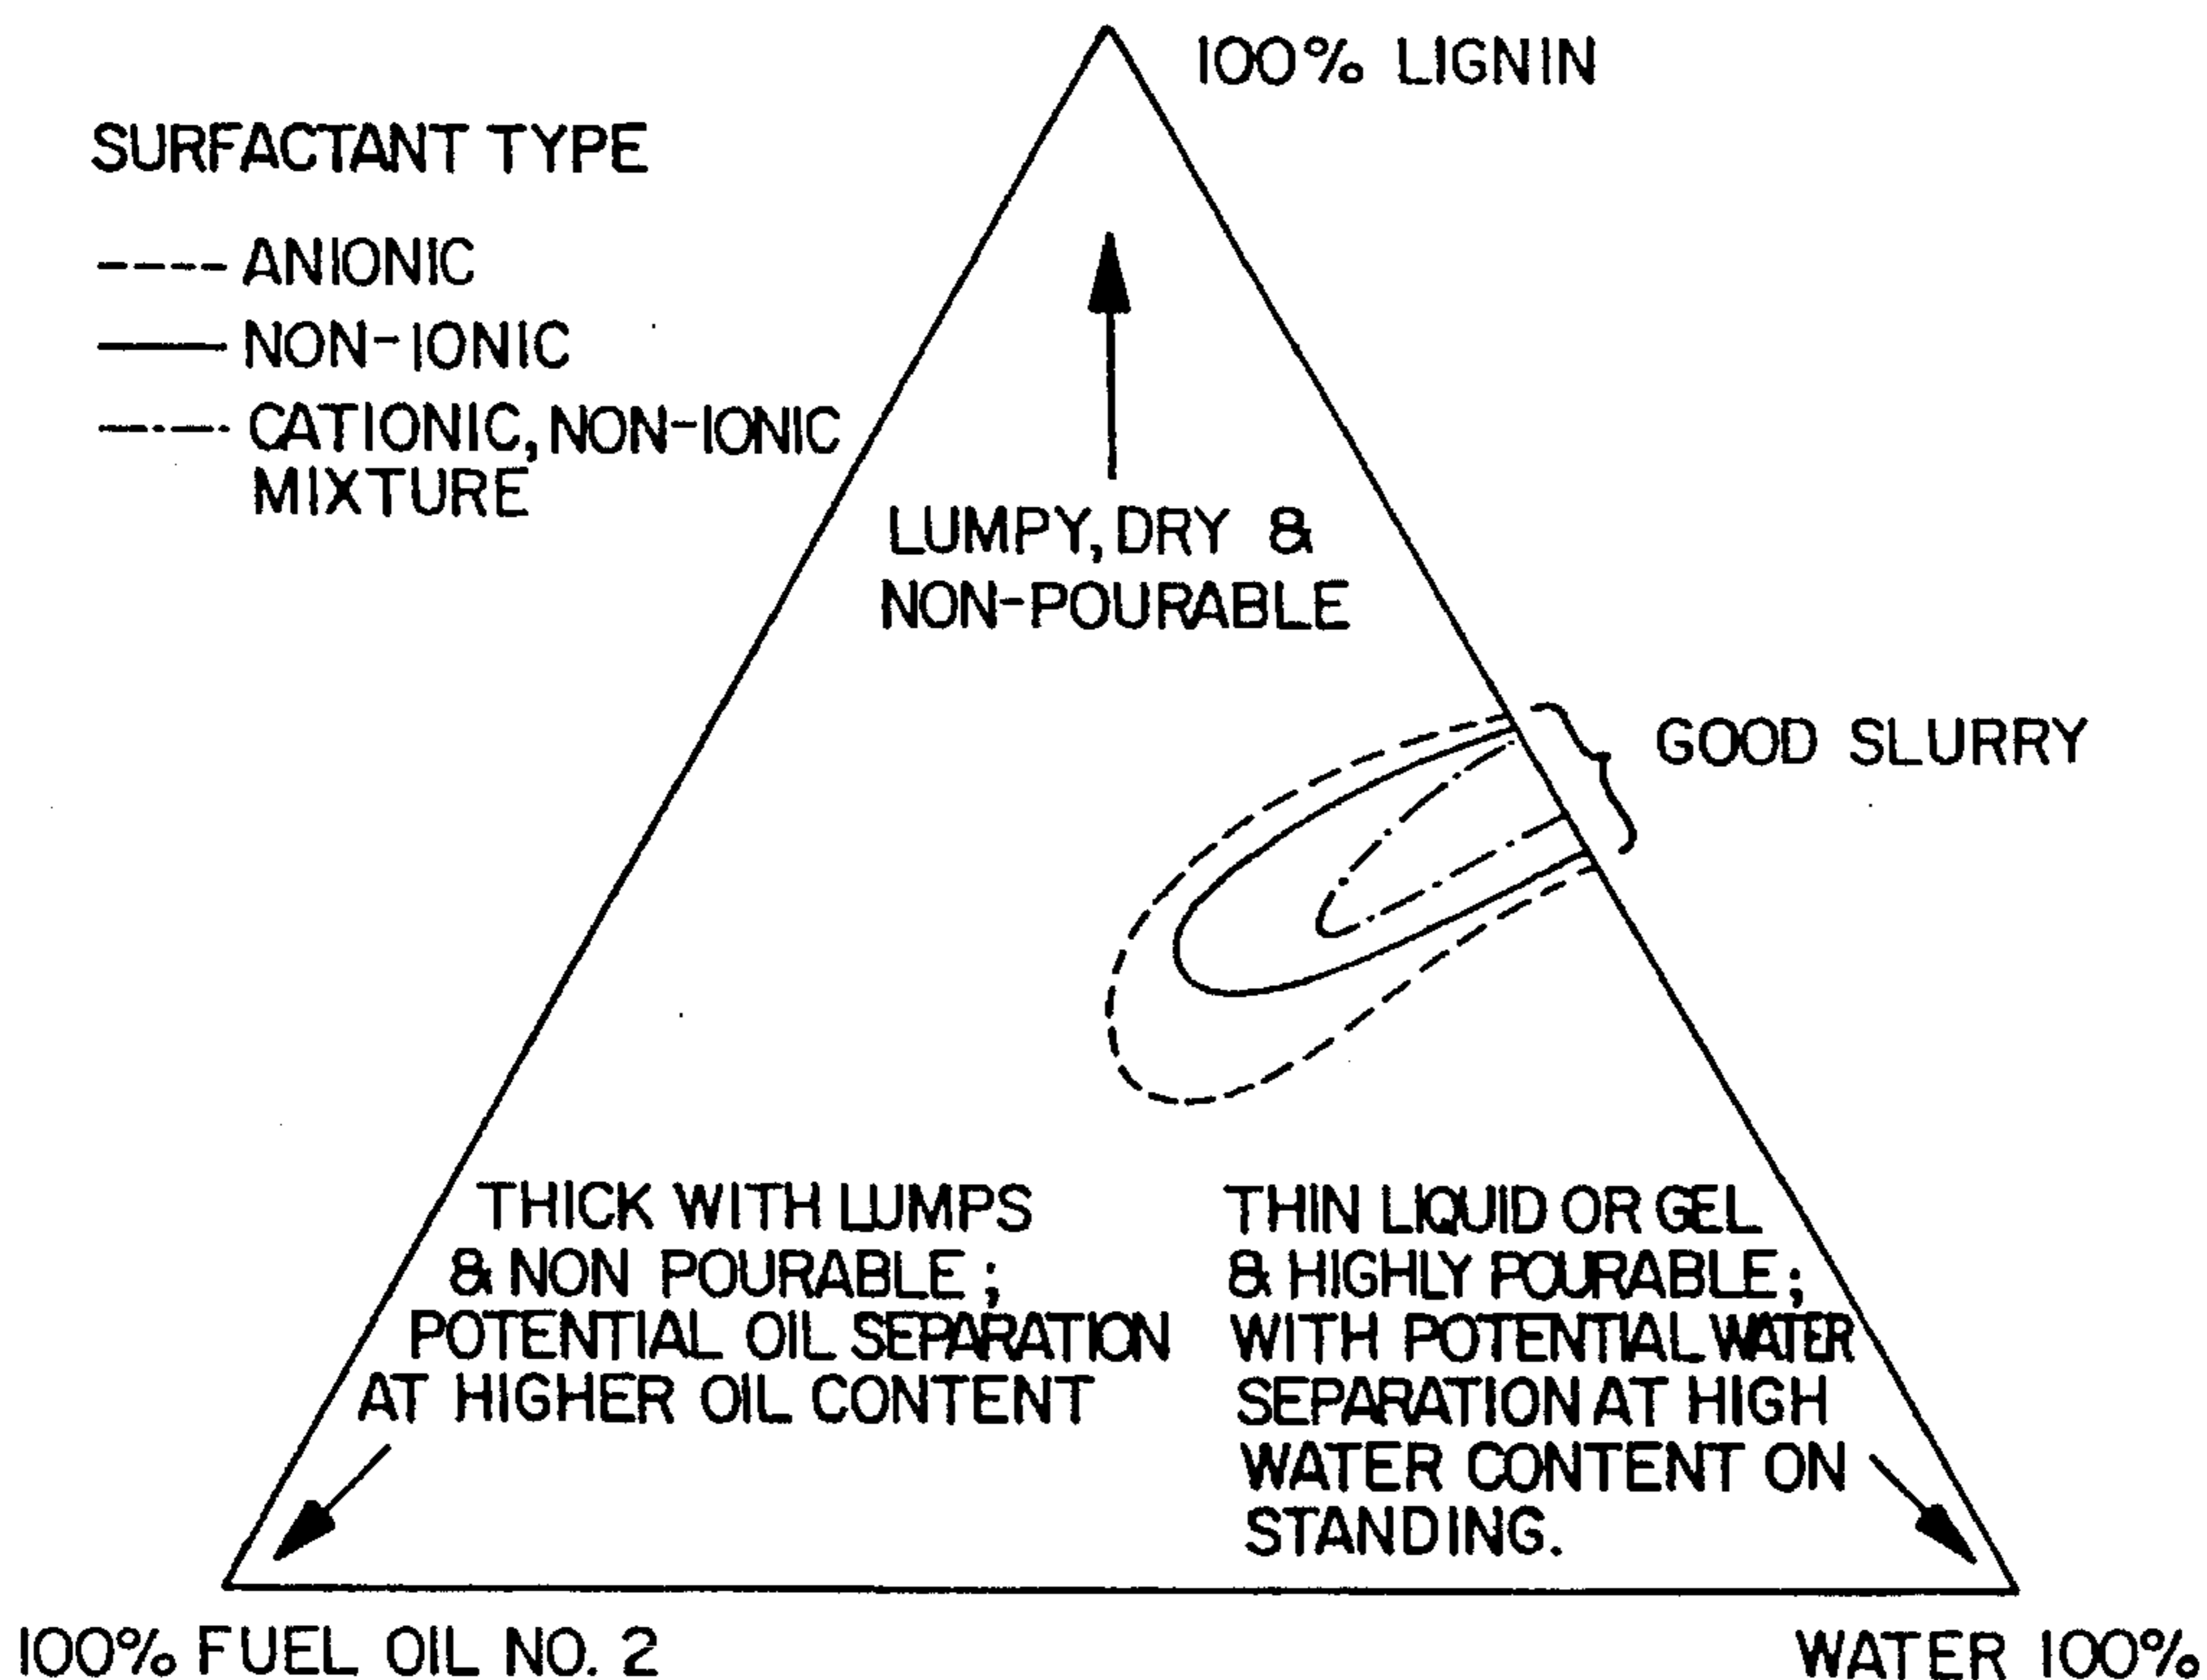 100% LIGNIN
SURFACTANT TYPE
ANIONIC
NON-IONIC
CATIONIC, NON-IONIC
MIXTURE
LUMPY, DRY &
NON-POURABLE
GOOD SLURRY
THICK WITH LUMPS
& NON POURABLE;
POTENTIAL OIL SEPARATION
AT HIGHER OIL CONTENT
THIN LIQUID OR GEL
& HIGHLY POURABLE;
WITH POTENTIAL WATER
SEPARATION AT HIGH
WATER CONTENT ON
STANDING.
100% FUEL OIL NO. 2
WATER 100%